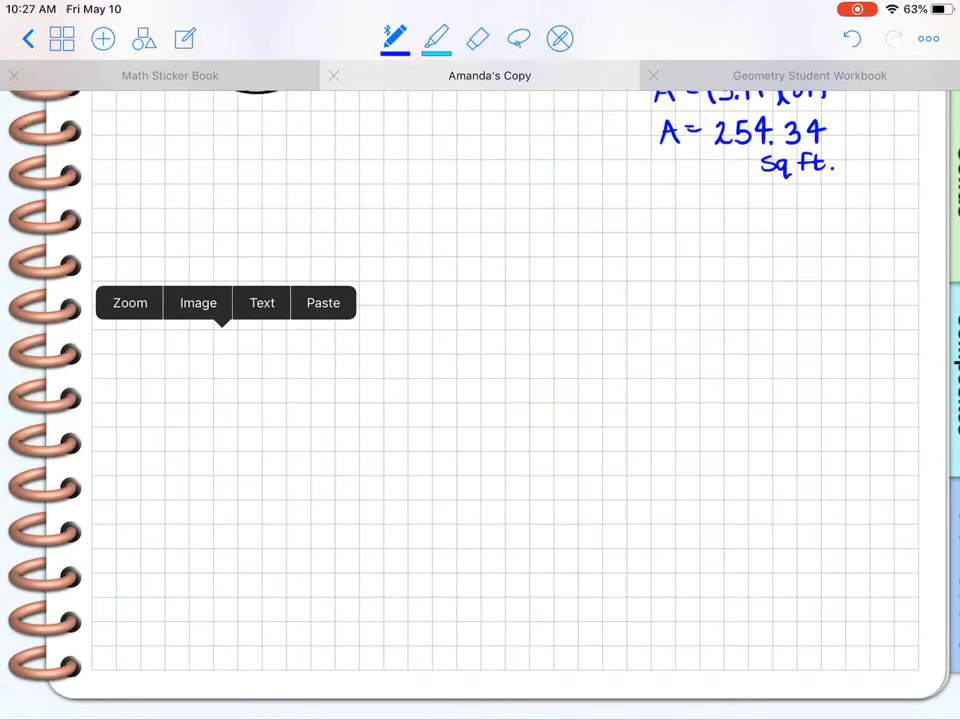 10:27 AM Fri May 10
63%
Math Sticker Book
Amanda's Copy
Geometry Student Workbook
A = 254.34
sq ft.
Zoom Image Text Paste